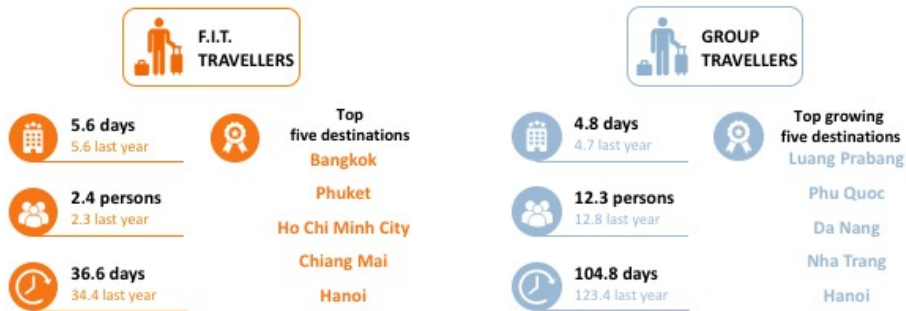 F.I.T.
TRAVELLERS
5.6 days
5.6 last year
2.4 persons
2.3 last year
36.6 days
34.4 last year
Top
five destinations
Bangkok
Phuket
Ho Chi Minh City
Chiang Mai
Hanoi
GROUP
TRAVELLERS
4.8 days
4.7 last year
12.3 persons
12.8 last year
104.8 days
123.4 last year
Top growing
five destinations
Luang Prabang
Phu Quoc
Da Nang
Nha Trang
Hanoi